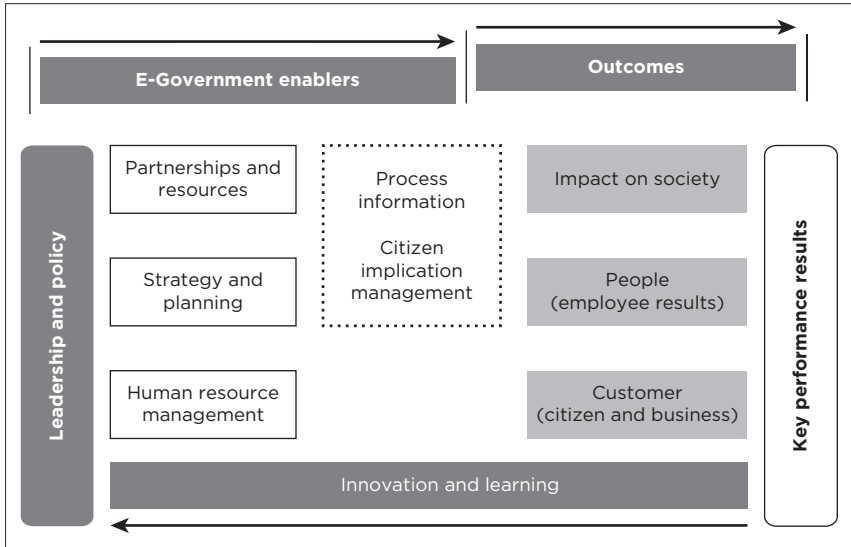 E-Government enablers
Outcomes
Leadership and policy
Partnerships and
resources
Strategy and
planning
Human resource
management
Process
information
Citizen
implication
management
Impact on society
People
(employee results)
Customer
(citizen and business)
Key performance results
Innovation and learning